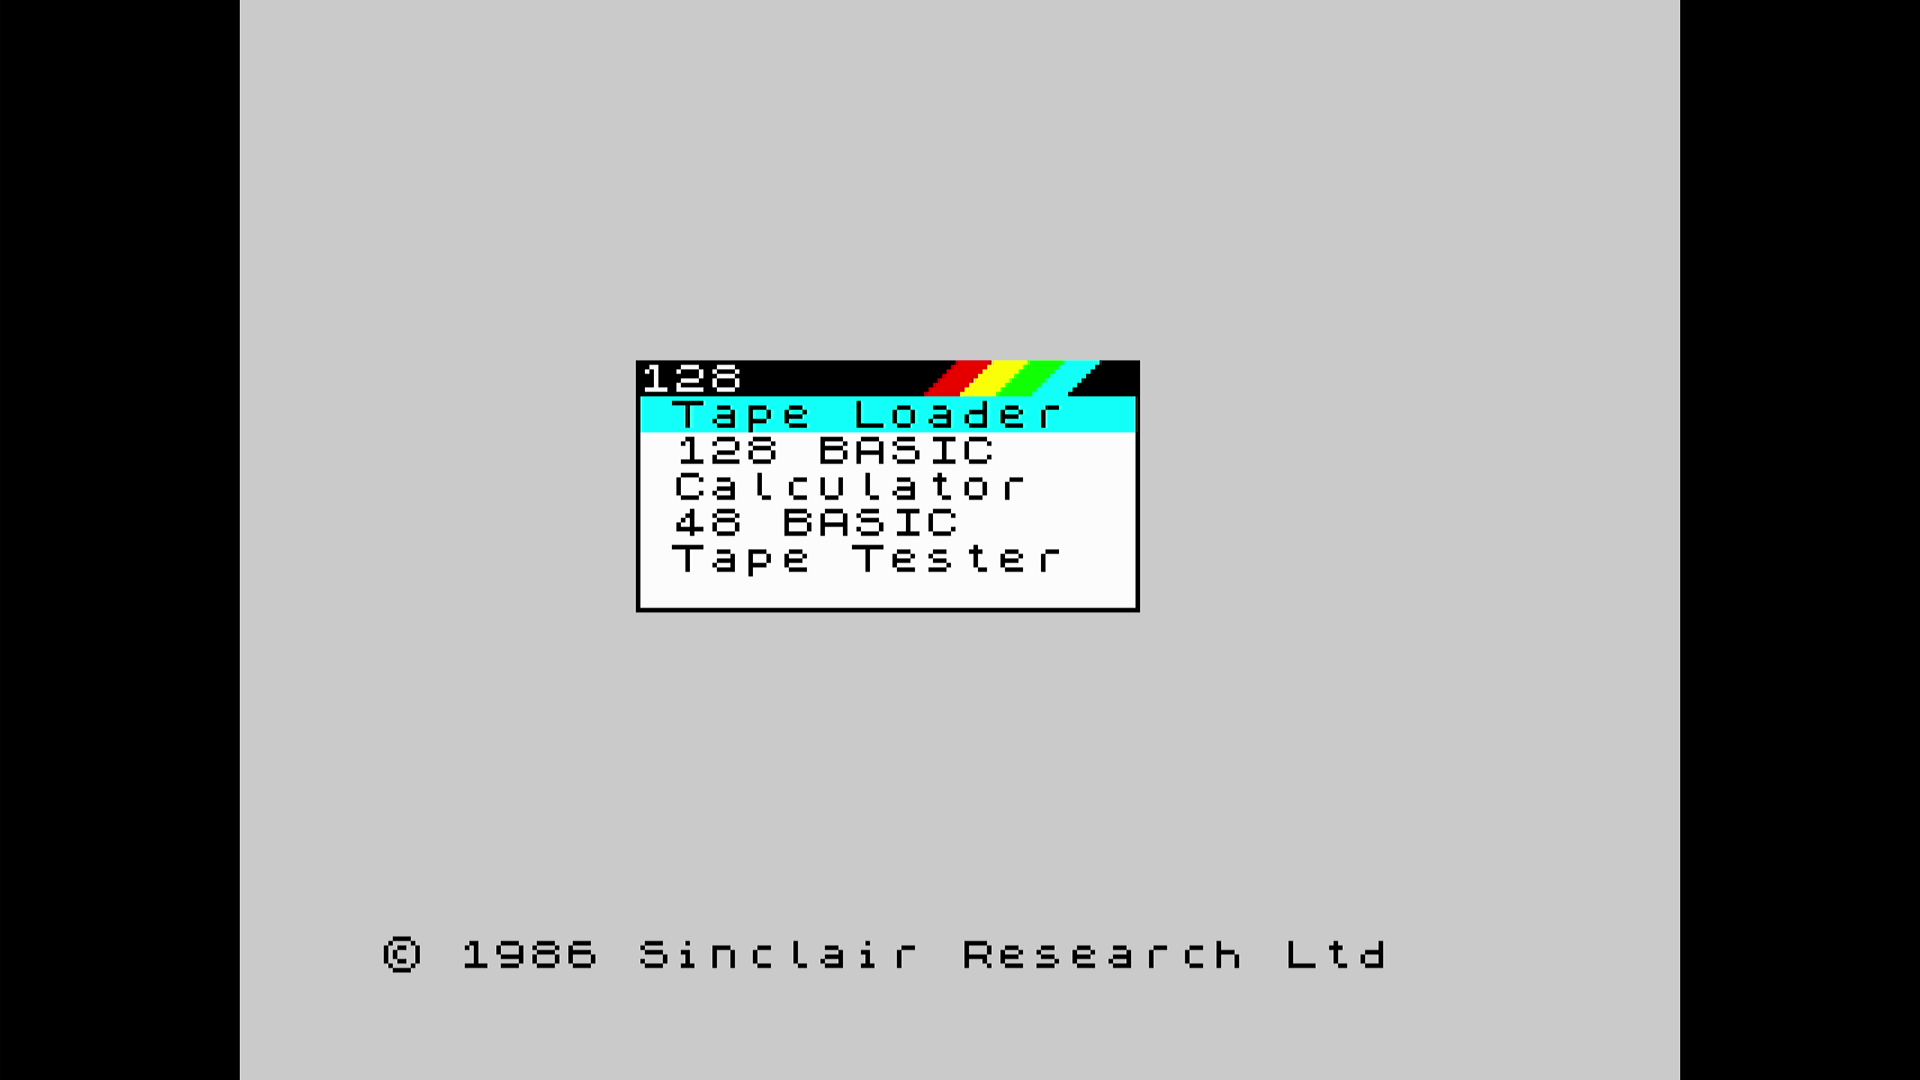 128
Tape Loader
128 BASIC
Calculator
48 BASIC
Tape Tester
© 1986 Sinclair Research Ltd